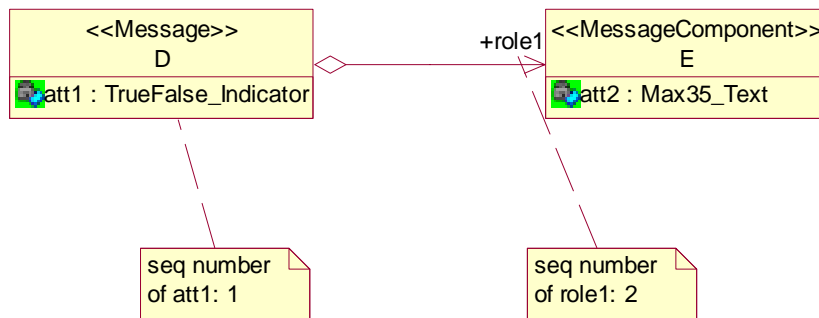 <<Message>>
D
att1 : TrueFalse_Indicator
+role1
<<MessageComponent>>
E
att2 : Max35_Text
seq number
of att1: 1
seq number
of role1: 2